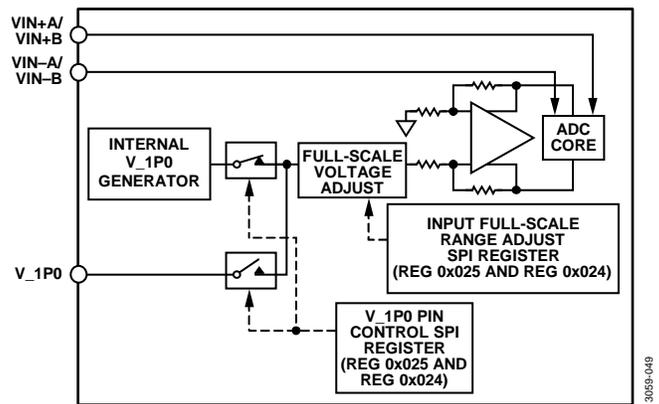 VIN+A/
VIN+B
VIN–A/
VIN–B
INTERNAL
V_1P0
GENERATOR
FULL-SCALE
VOLTAGE
ADJUST
ADC
CORE
INPUT FULL-SCALE
RANGE ADJUST
SPI REGISTER
(REG 0x025 AND REG 0x024)
V_1P0
V_1P0 PIN
CONTROL SPI
REGISTER
(REG 0x025 AND
REG 0x024)
3059-049